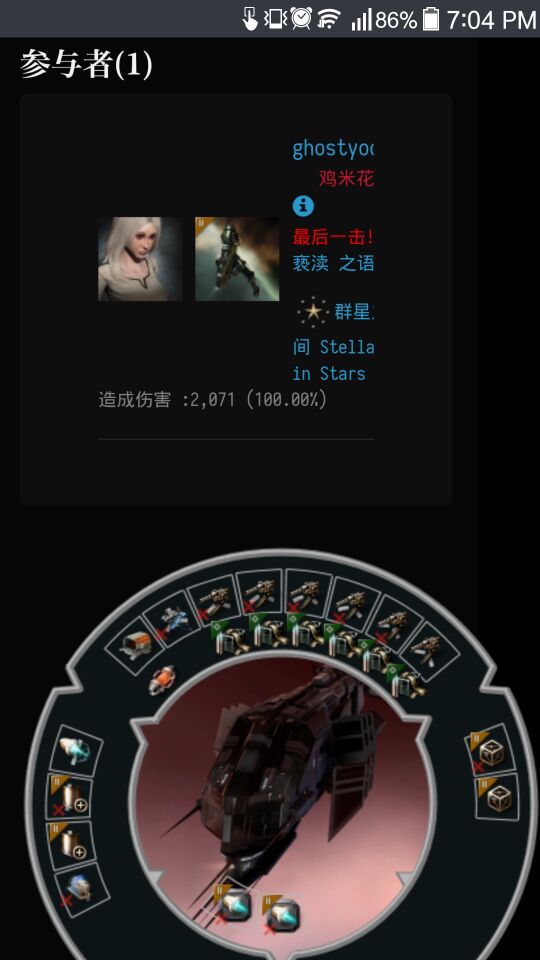 86% 7:04 PM
参与者(1)
ghostyoo
鸡米花
最后一击!
亵渎 之语
群星
间 Stella
in Stars
造成伤害 :2,071 (100.00%)